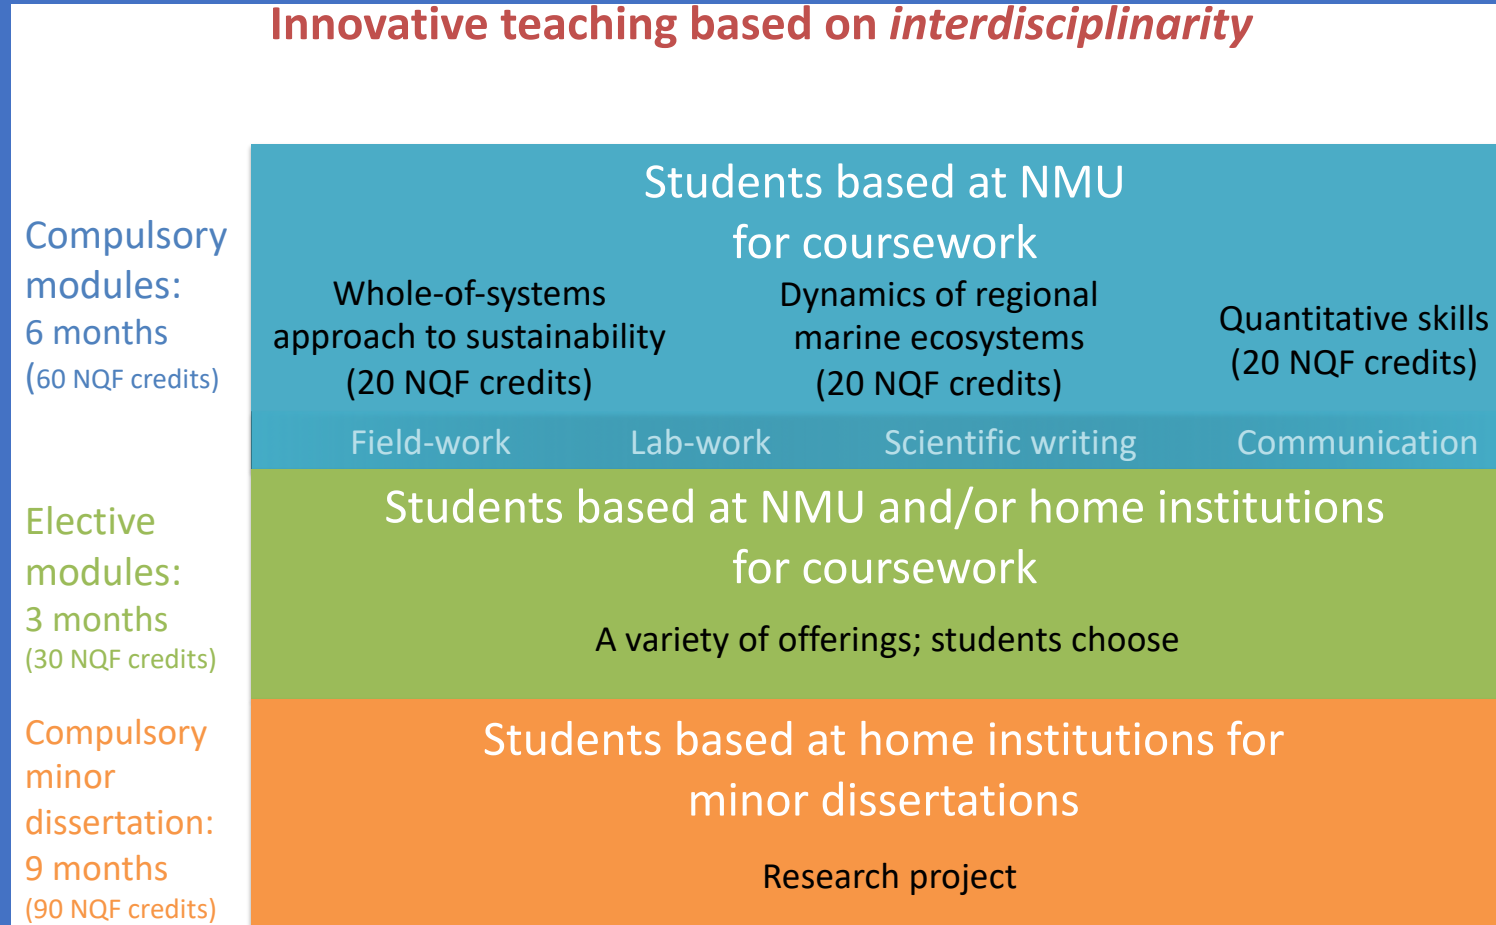 Innovative teaching based on interdisciplinarity
Compulsory
modules:
6 months
(60 NQF credits)
Students based at NMU
for coursework
Whole-of-systems
approach to sustainability
(20 NQF credits)
Dynamics of regional
marine ecosystems
(20 NQF credits)
Quantitative skills
(20 NQF credits)
Field-work Lab-work Scientific writing Communication
Elective
modules:
3 months
(30 NQF credits)
Students based at NMU and/or home institutions
for coursework
A variety of offerings; students choose
Compulsory
minor
dissertation:
9 months
(90 NQF credits)
Students based at home institutions for
minor dissertations
Research project